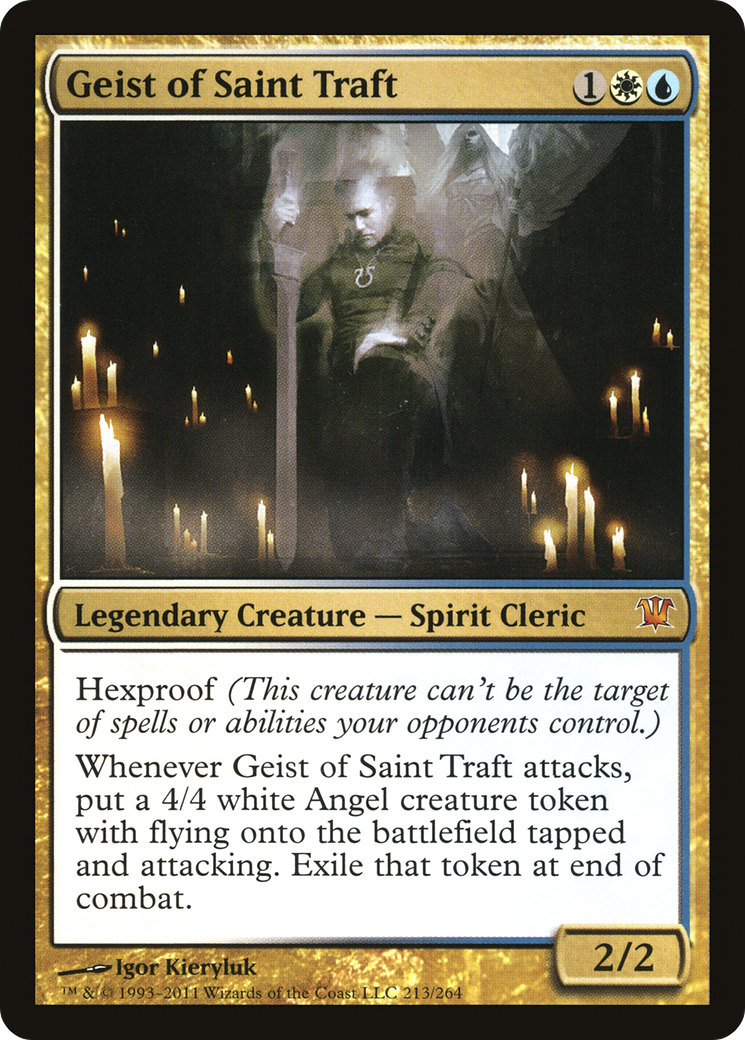 Geist of Saint Traft 1
Legendary Creature — Spirit Cleric
Hexproof (This creature can't be the target
of spells or abilities your opponents control.)
Whenever Geist of Saint Traft attacks,
put a 4/4 white Angel creature token
with flying onto the battlefield tapped
and attacking. Exile that token at end of
combat.
2/2
Igor Kieryluk
™ & © 1993–2011 Wizards of the Coast LLC 213/264